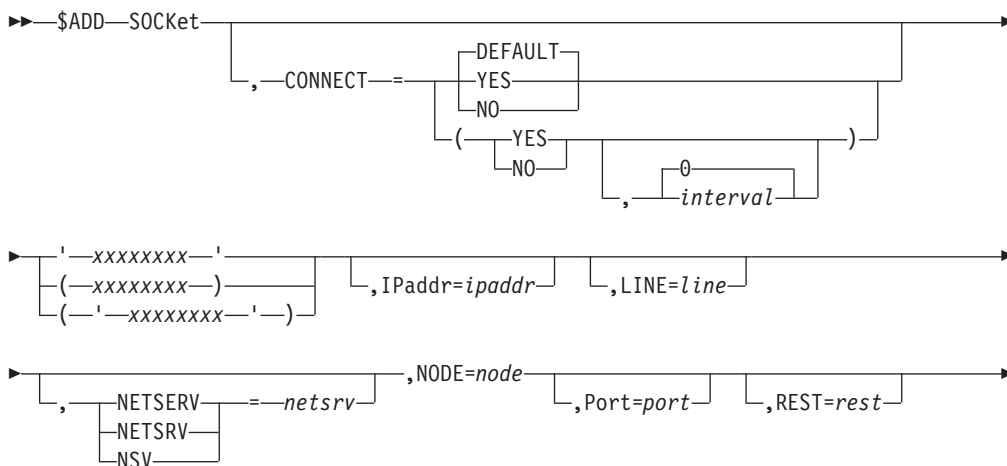 $ADD SOCKet
, CONNECT = DEFAULT
YES
NO
( YES )
NO
, 0
interval
' xxxxxxxx '
( xxxxxxxx )
( ' xxxxxxxx ' )
,IPaddr=ipaddr
,LINE=line
, NETSERV = netsrv
NETSRV
NSV
,NODE=node
,Port=port
,REST=rest